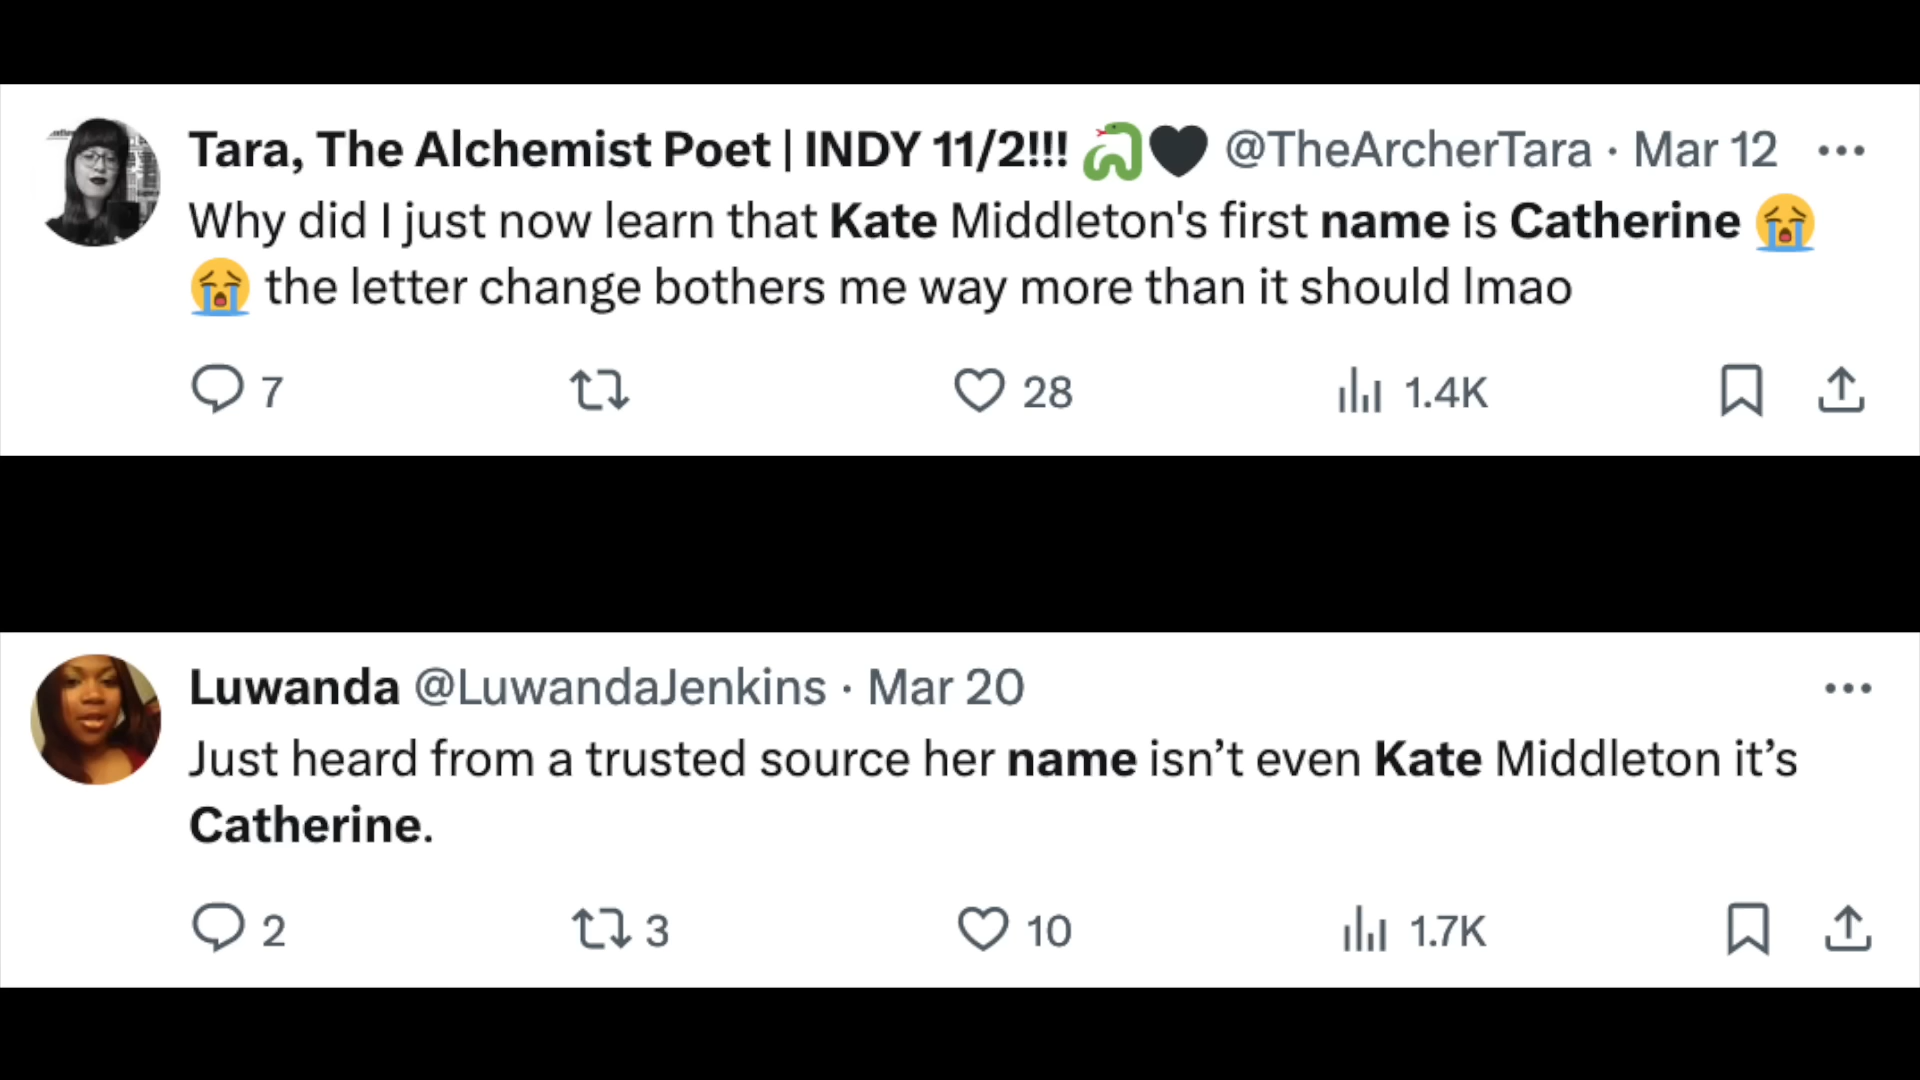 Tara, The Alchemist Poet | INDY 11/2!!! 🐍🖤 @TheArcherTara · Mar 12
Why did I just now learn that Kate Middleton's first name is Catherine 😭
😭 the letter change bothers me way more than it should lmao
7 28 1.4K
Luwanda @LuwandaJenkins · Mar 20
Just heard from a trusted source her name isn’t even Kate Middleton it’s
Catherine.
2 3 10 1.7K